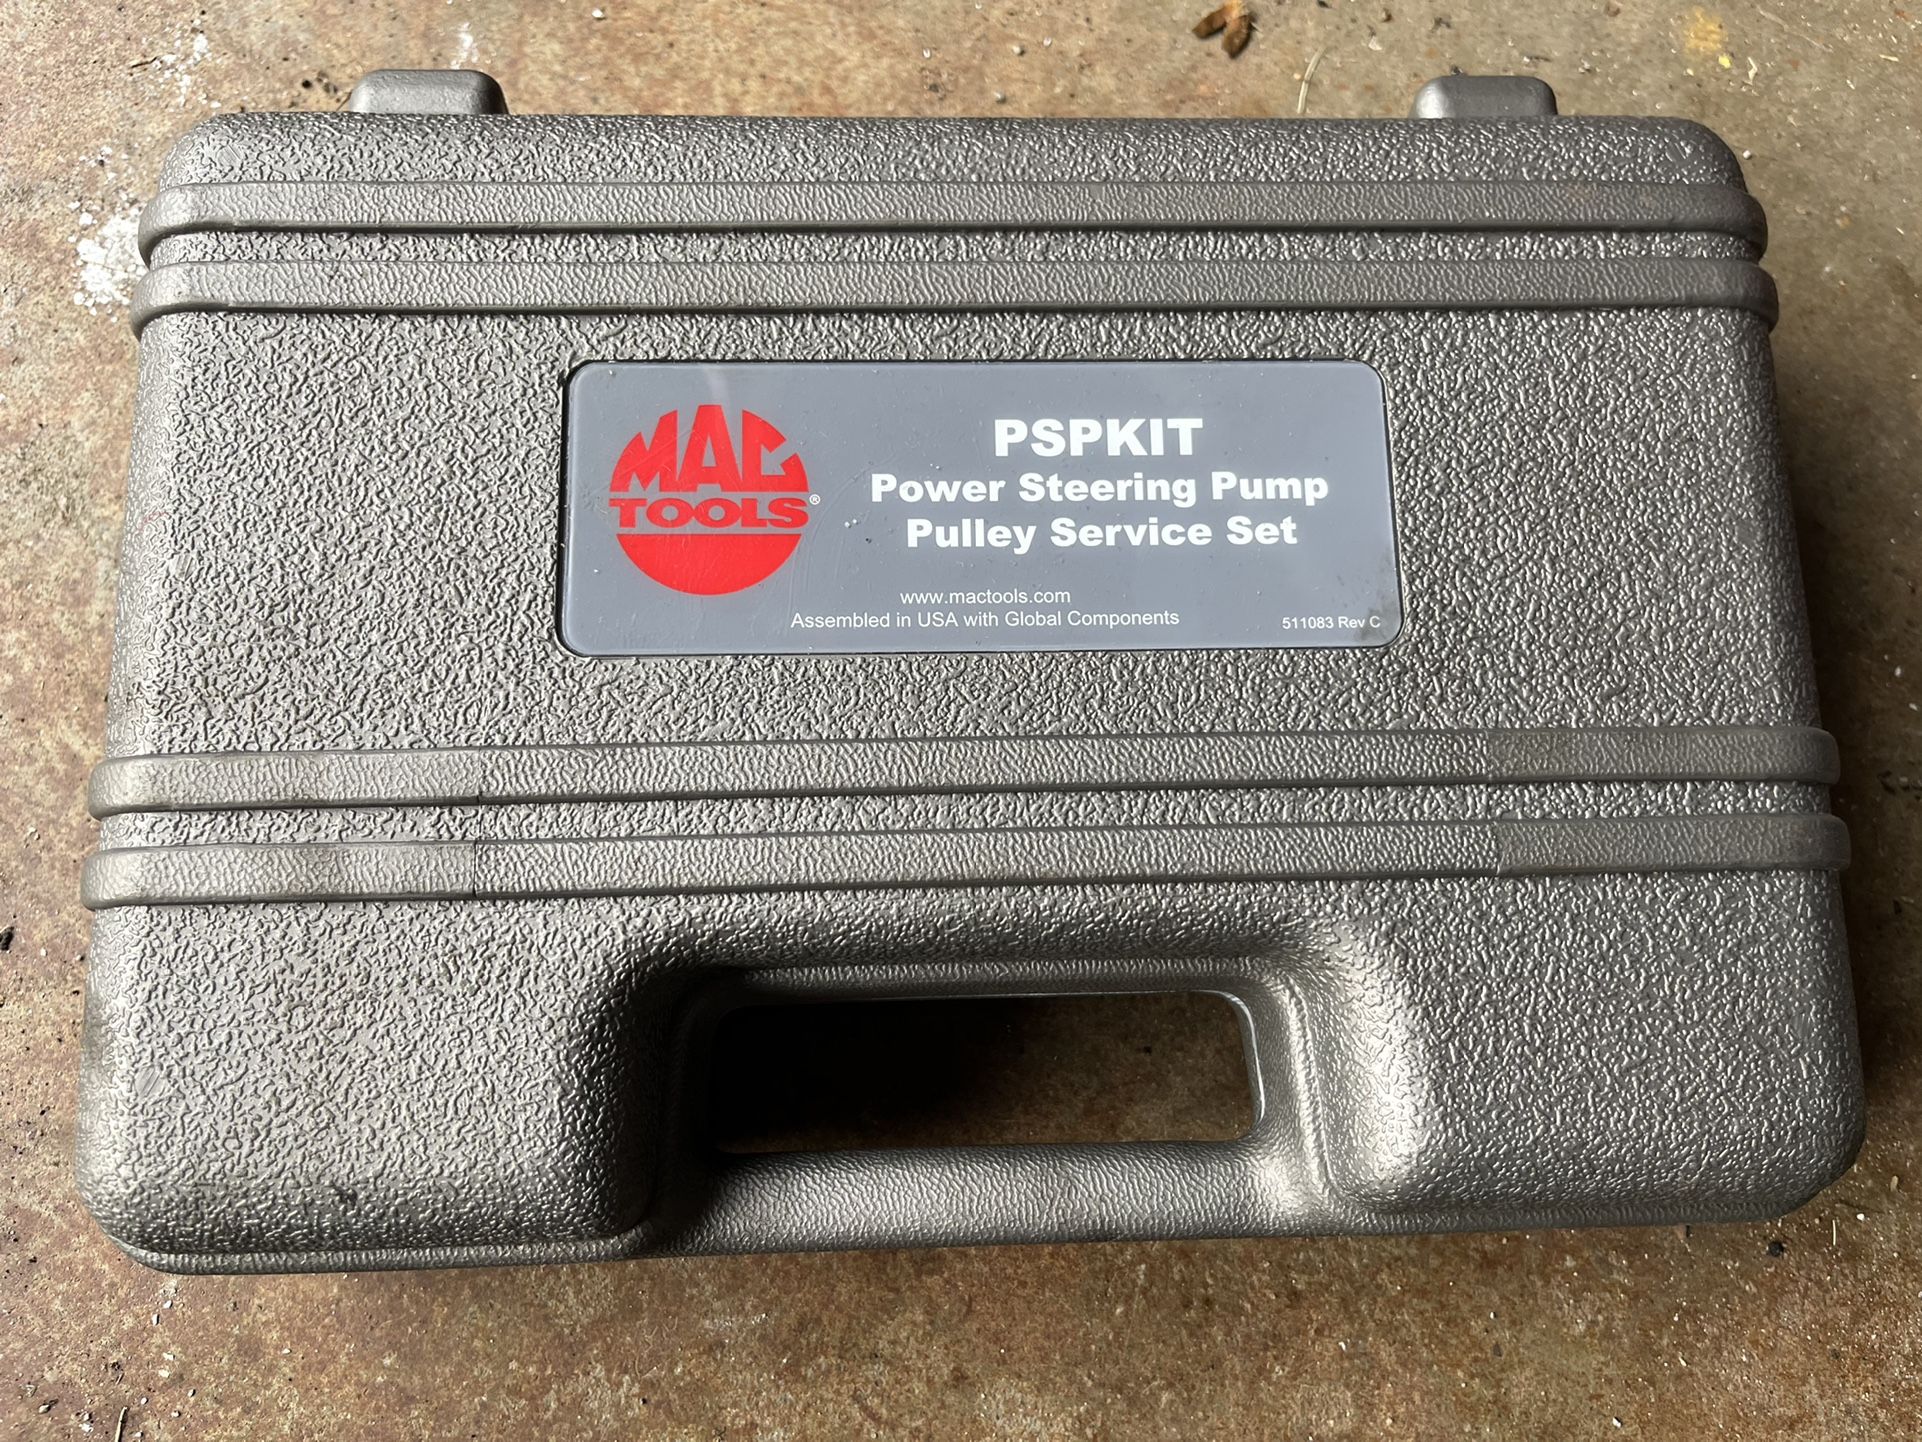 MAC
TOOLS®
PSPKIT
Power Steering Pump
Pulley Service Set
www.mactools.com
Assembled in USA with Global Components
511083 Rev C